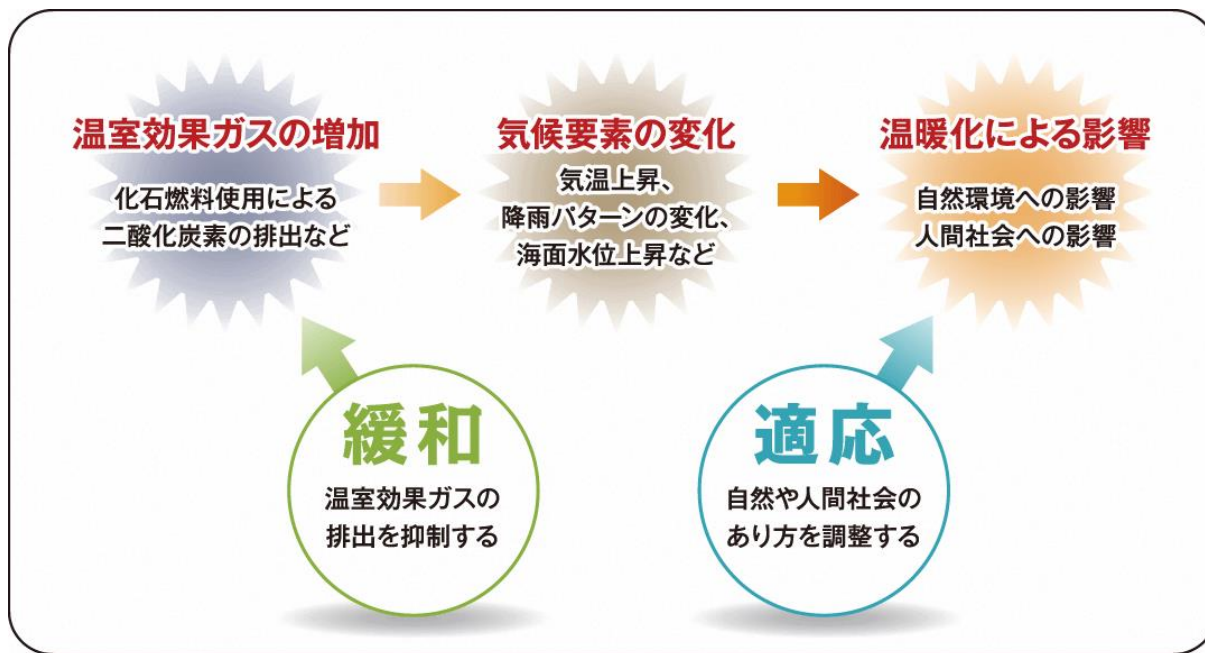 温室効果ガスの増加
化石燃料使用による
二酸化炭素の排出など
気候要素の変化
気温上昇、
降雨パターンの変化、
海面水位上昇など
温暖化による影響
自然環境への影響
人間社会への影響
緩和
温室効果ガスの
排出を抑制する
適応
自然や人間社会の
あり方を調整する